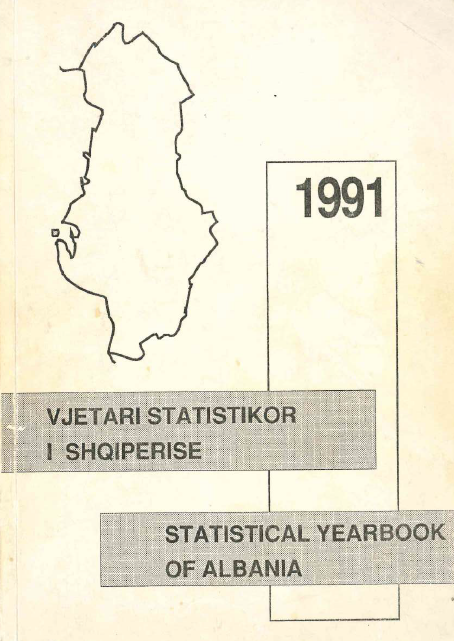 1991
VJETARI STATISTIKOR
I SHQIPERISE
STATISTICAL YEARBOOK
OF ALBANIA